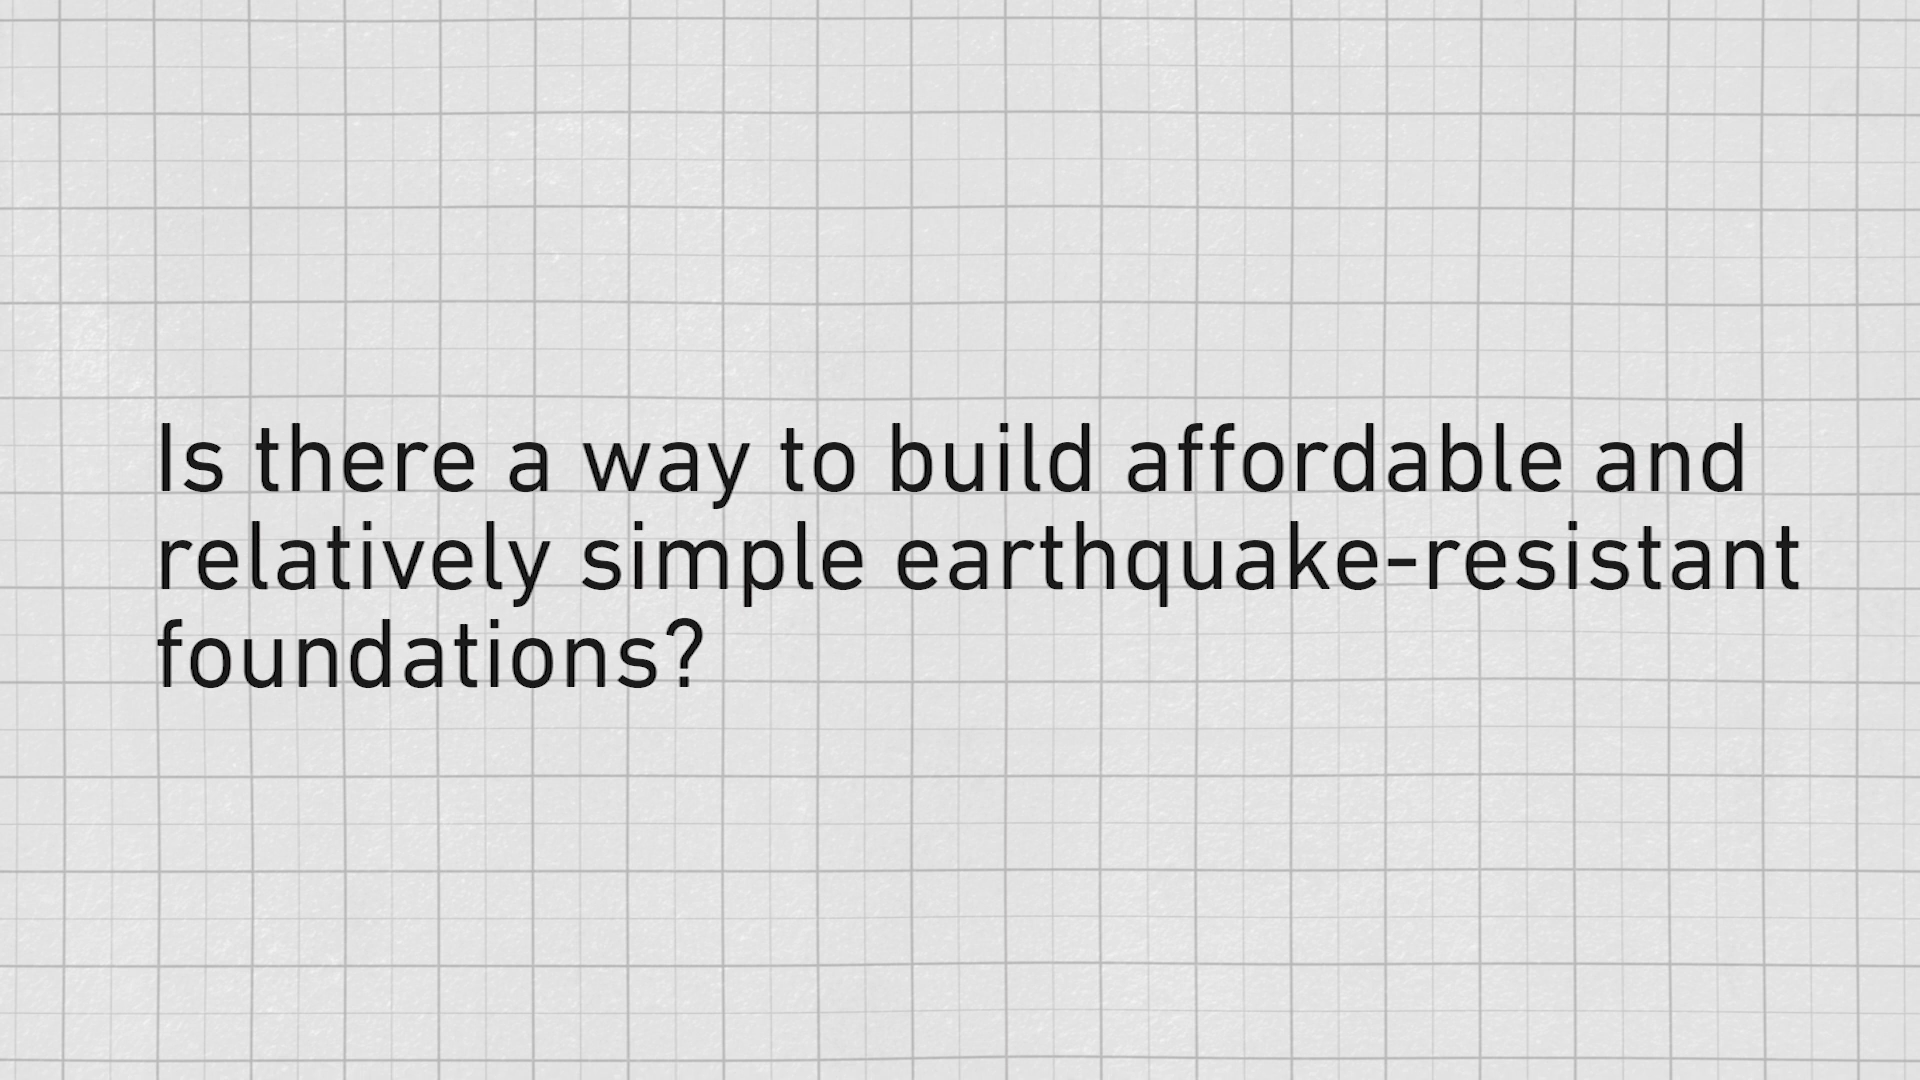 Is there a way to build affordable and
relatively simple earthquake-resistant
foundations?